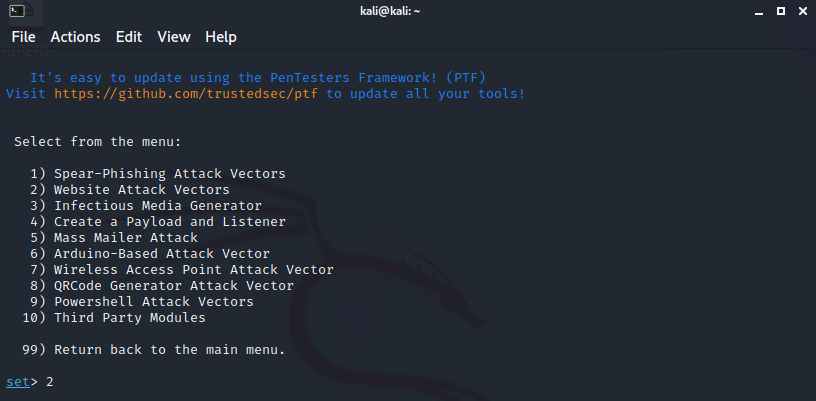 kali@kali: ~
File Actions Edit View Help
It's easy to update using the PenTesters Framework! (PTF)
Visit https://github.com/trustedsec/ptf to update all your tools!
Select from the menu:
1) Spear-Phishing Attack Vectors
2) Website Attack Vectors
3) Infectious Media Generator
4) Create a Payload and Listener
5) Mass Mailer Attack
6) Arduino-Based Attack Vector
7) Wireless Access Point Attack Vector
8) QRCode Generator Attack Vector
9) Powershell Attack Vectors
10) Third Party Modules
99) Return back to the main menu.
set> 2